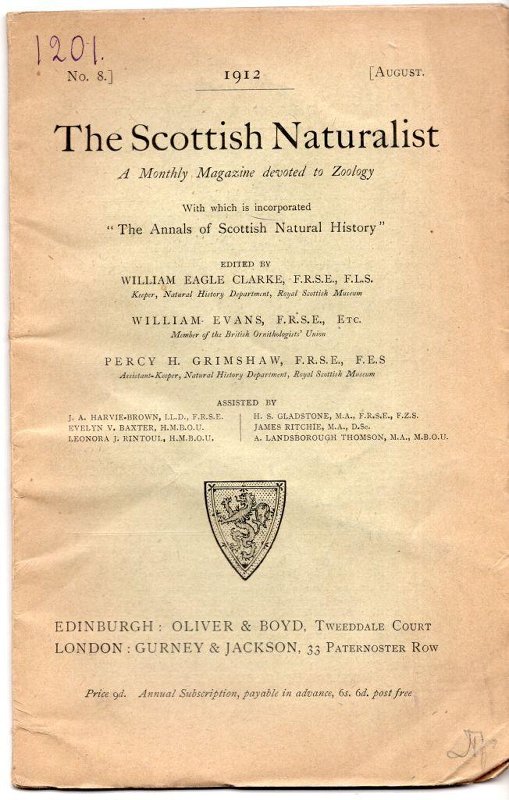 1201.
No. 8.] 1912 [August.
The Scottish Naturalist
A Monthly Magazine devoted to Zoology
With which is incorporated
"The Annals of Scottish Natural History"
EDITED BY
WILLIAM EAGLE CLARKE, F.R.S.E., F.L.S.
Keeper, Natural History Department, Royal Scottish Museum
WILLIAM EVANS, F.R.S.E., Etc.
Member of the British Ornithologists' Union
PERCY H. GRIMSHAW, F.R.S.E., F.E.S
Assistant-Keeper, Natural History Department, Royal Scottish Museum
ASSISTED BY
J. A. HARVIE-BROWN, LL.D., F.R.S.E.
EVELYN V. BAXTER, H.M.B.O.U.
LEONORA J. RINTOUL, H.M.B.O.U.
H. S. GLADSTONE, M.A., F.R.S.E., F.Z.S.
JAMES RITCHIE, M.A., D.Sc.
A. LANDSBOROUGH THOMSON, M.A., M.B.O.U.
EDINBURGH: OLIVER & BOYD, Tweeddale Court
LONDON: GURNEY & JACKSON, 33 Paternoster Row
Price 9d. Annual Subscription, payable in advance, 6s. 6d. post free